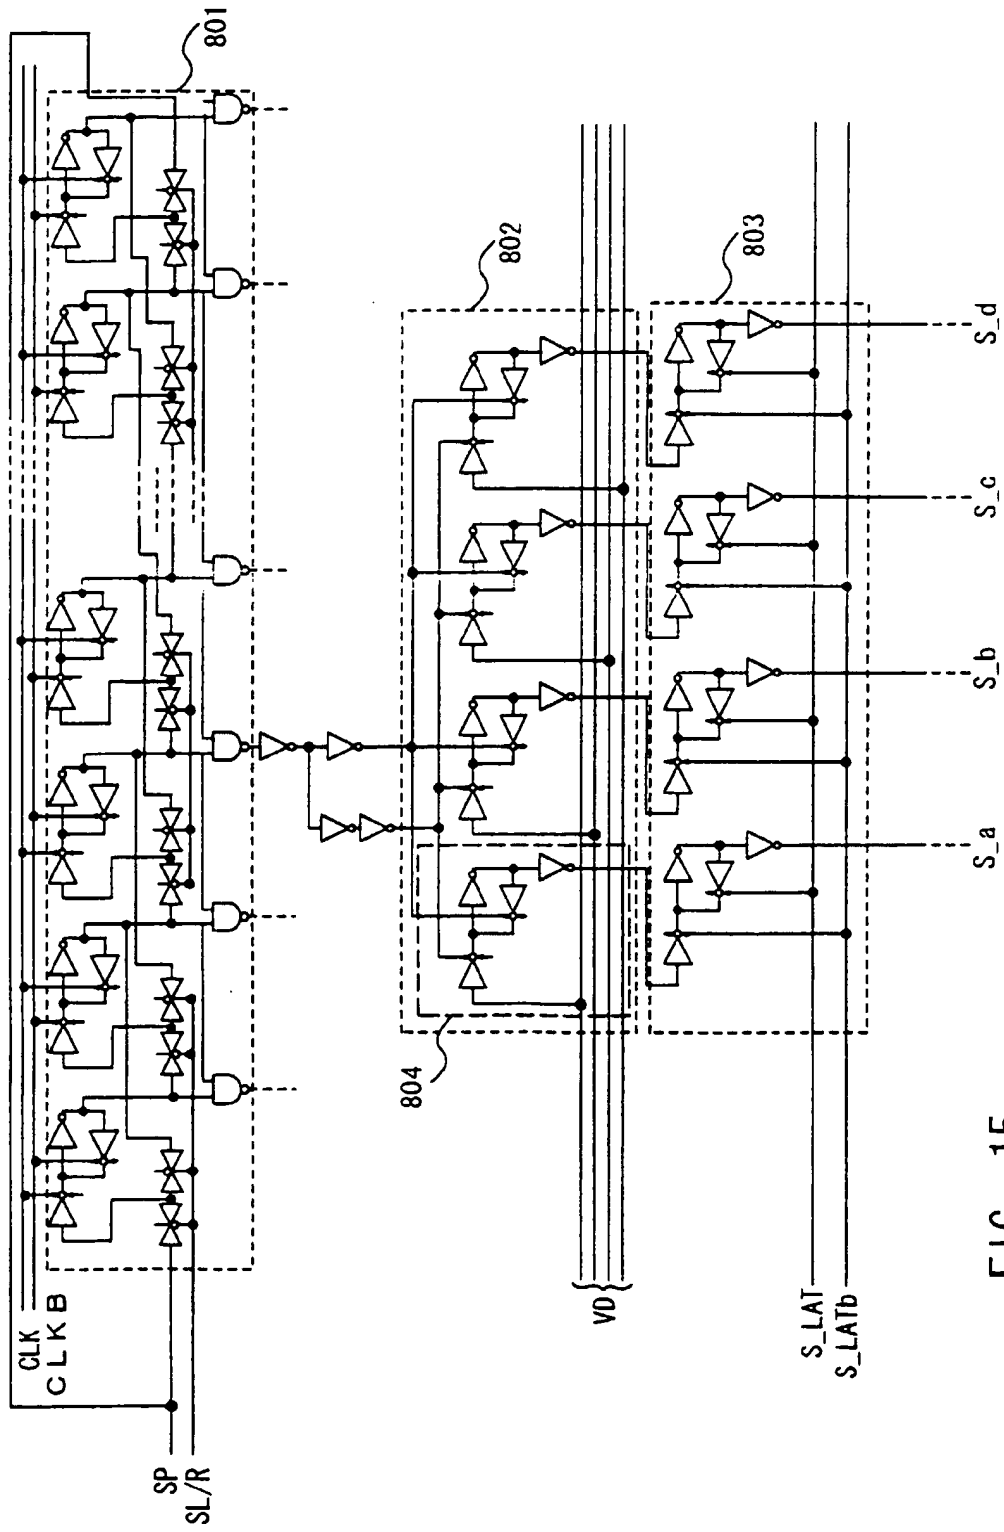 801
CLK
CLKB
SP
SL/R
802
804
VD
803
S_LAT
S_LATb
S_a
S_b
S_c
S_d